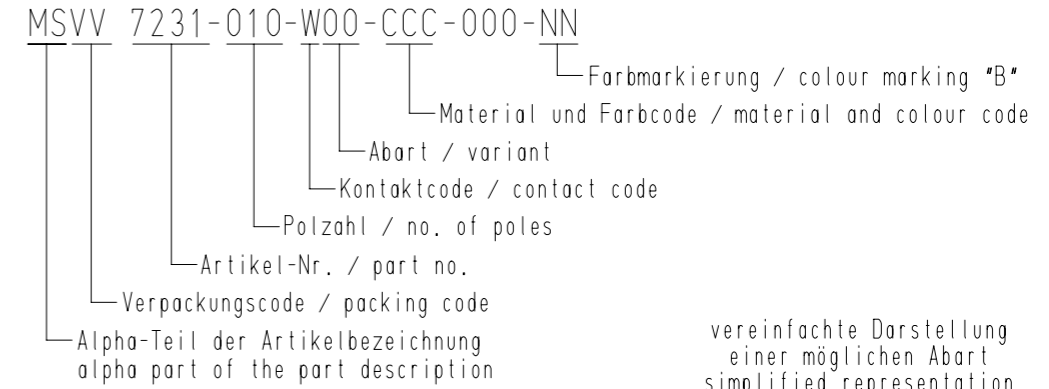 MSVV 7231-010-W00-CCC-000-NN
Farbmarkierung / colour marking "B"
Material und Farbcode / material and colour code
Abart / variant
Kontaktcode / contact code
Polzahl / no. of poles
Artikel-Nr. / part no.
Verpackungscode / packing code
Alpha-Teil der Artikelbezeichnung
alpha part of the part description
vereinfachte Darstellung
einer möglichen Abart
simplified representation